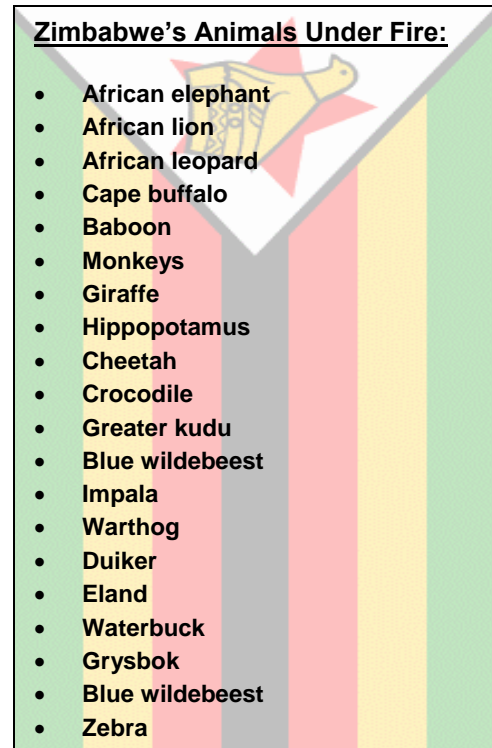 Zimbabwe’s Animals Under Fire:
• African elephant
• African lion
• African leopard
• Cape buffalo
• Baboon
• Monkeys
• Giraffe
• Hippopotamus
• Cheetah
• Crocodile
• Greater kudu
• Blue wildebeest
• Impala
• Warthog
• Duiker
• Eland
• Waterbuck
• Grysbok
• Blue wildebeest
• Zebra